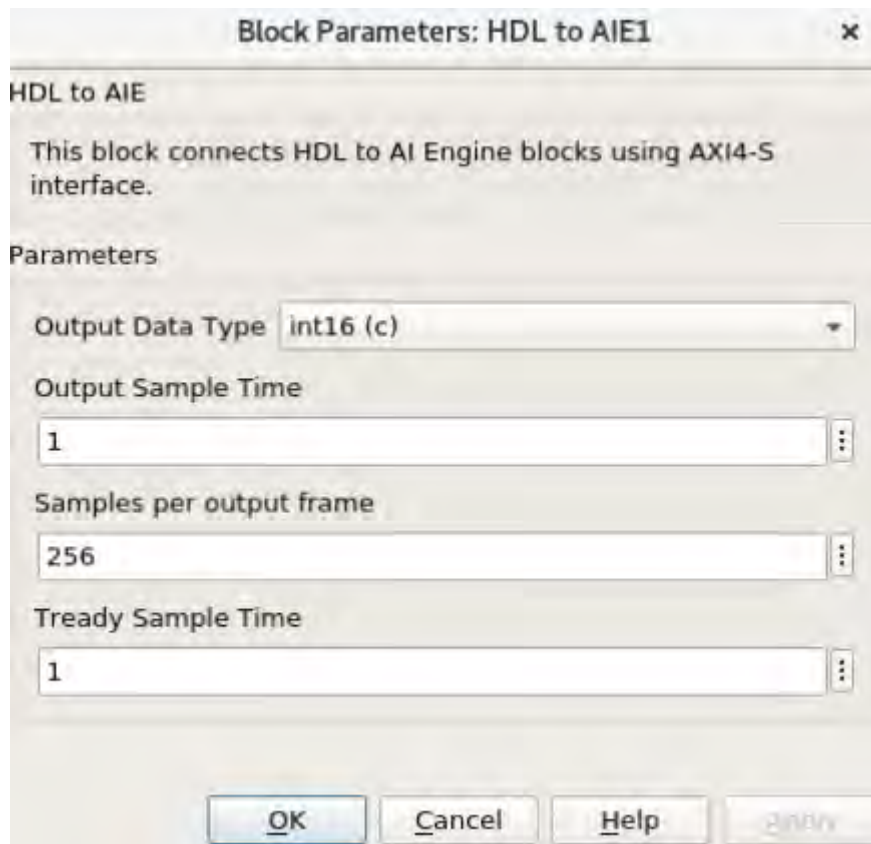 Block Parameters: HDL to AIE1 ×
HDL to AIE
This block connects HDL to AI Engine blocks using AXI4-S
interface.
Parameters
Output Data Type int16 (c)
Output Sample Time
1
Samples per output frame
256
Tready Sample Time
1
OK Cancel Help Apply